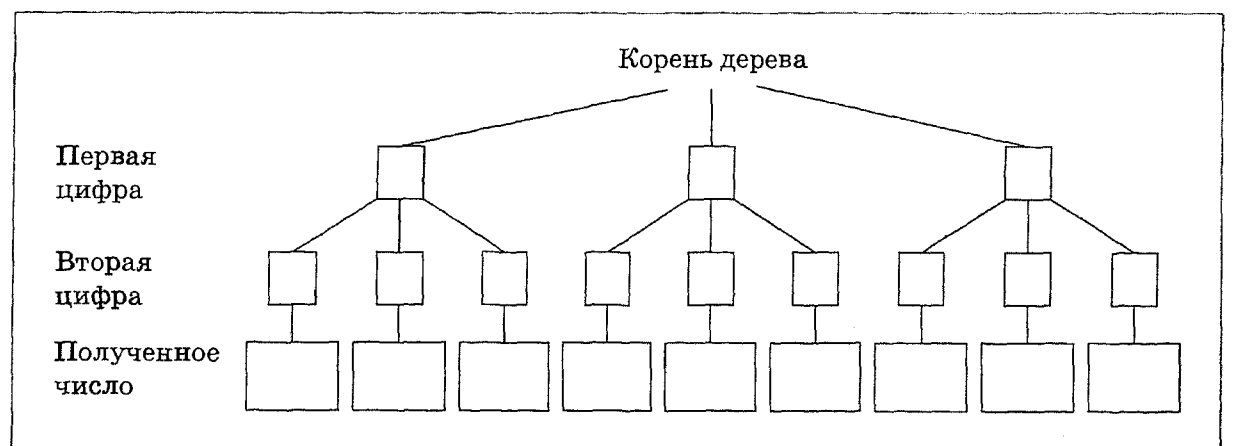 Корень дерева
Первая
цифра
Вторая
цифра
Полученное
число